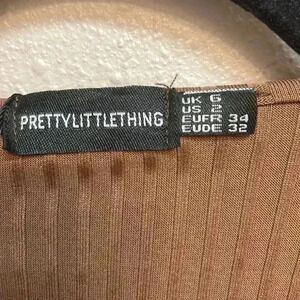 PRETTYLITTLETHING
UK 6
US 2
EUFR 34
EUDE 32